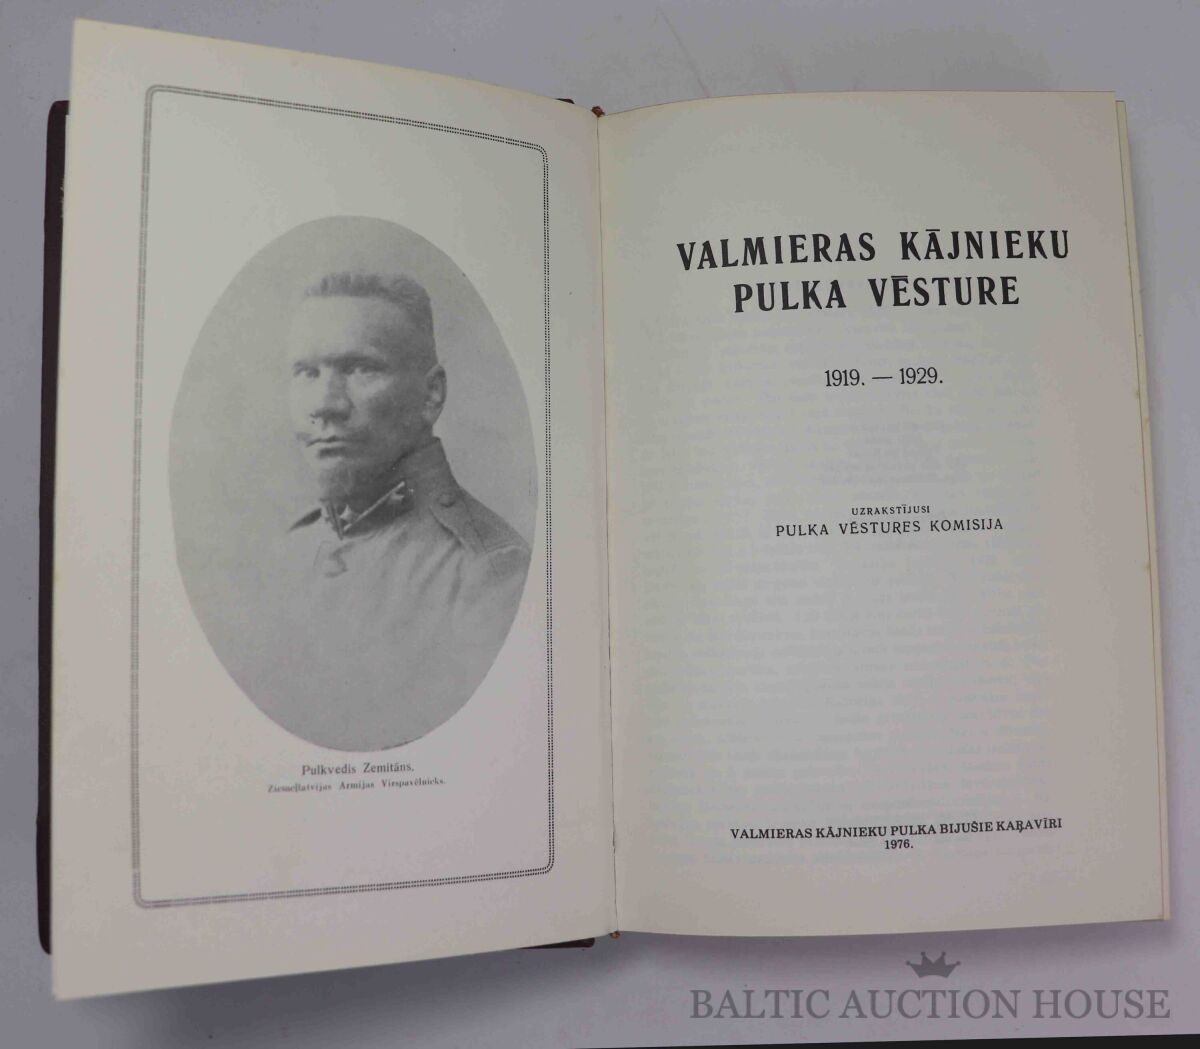 Pulkvedis Zemitāns,
Ziemeļlatvijas Armijas Virspavēlnieks.
VALMIERAS KĀJNIEKU
PULKA VĒSTURE
1919. — 1929.
UZRAKSTĪJUSI
PULKA VĒSTURES KOMISIJA
VALMIERAS KĀJNIEKU PULKA BIJUŠIE KAŖAVĪRI
1976.
BALTIC AUCTION HOUSE